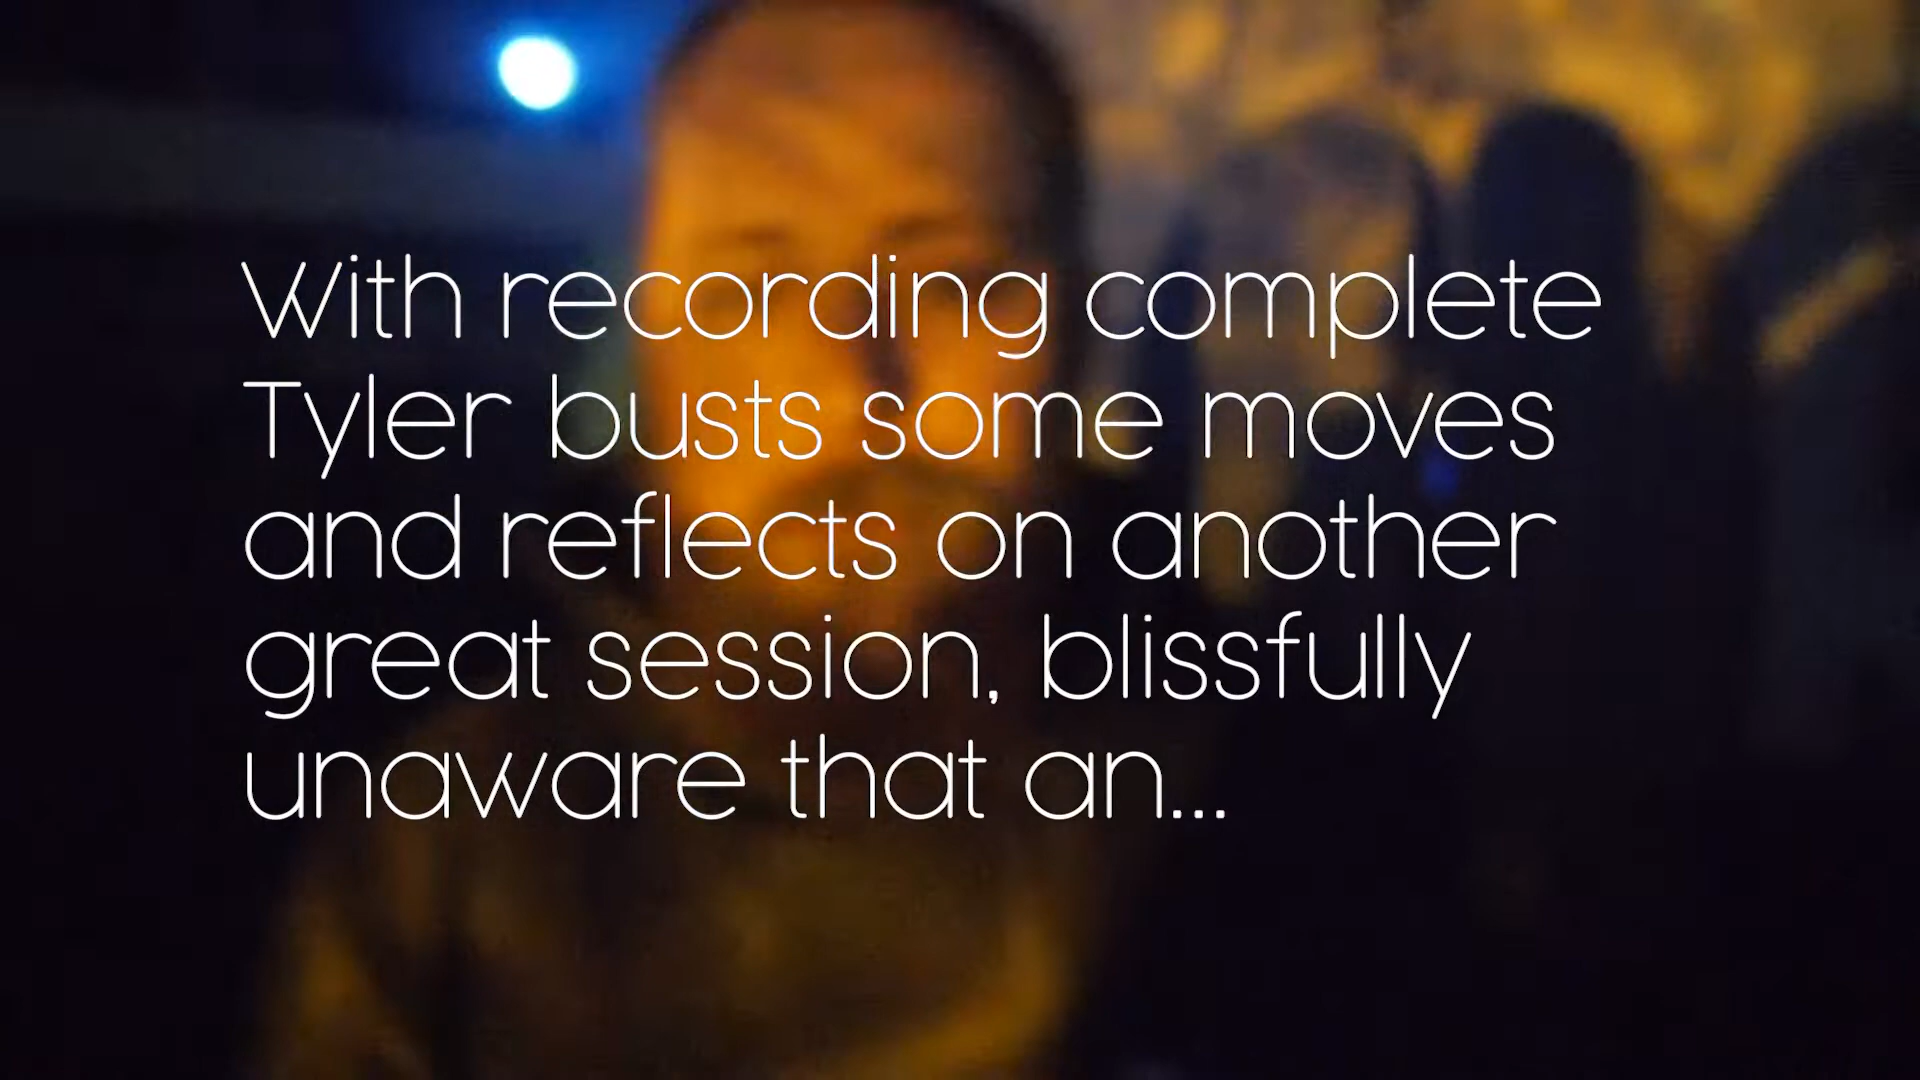 With recording complete
Tyler busts some moves
and reflects on another
great session, blissfully
unaware that an...